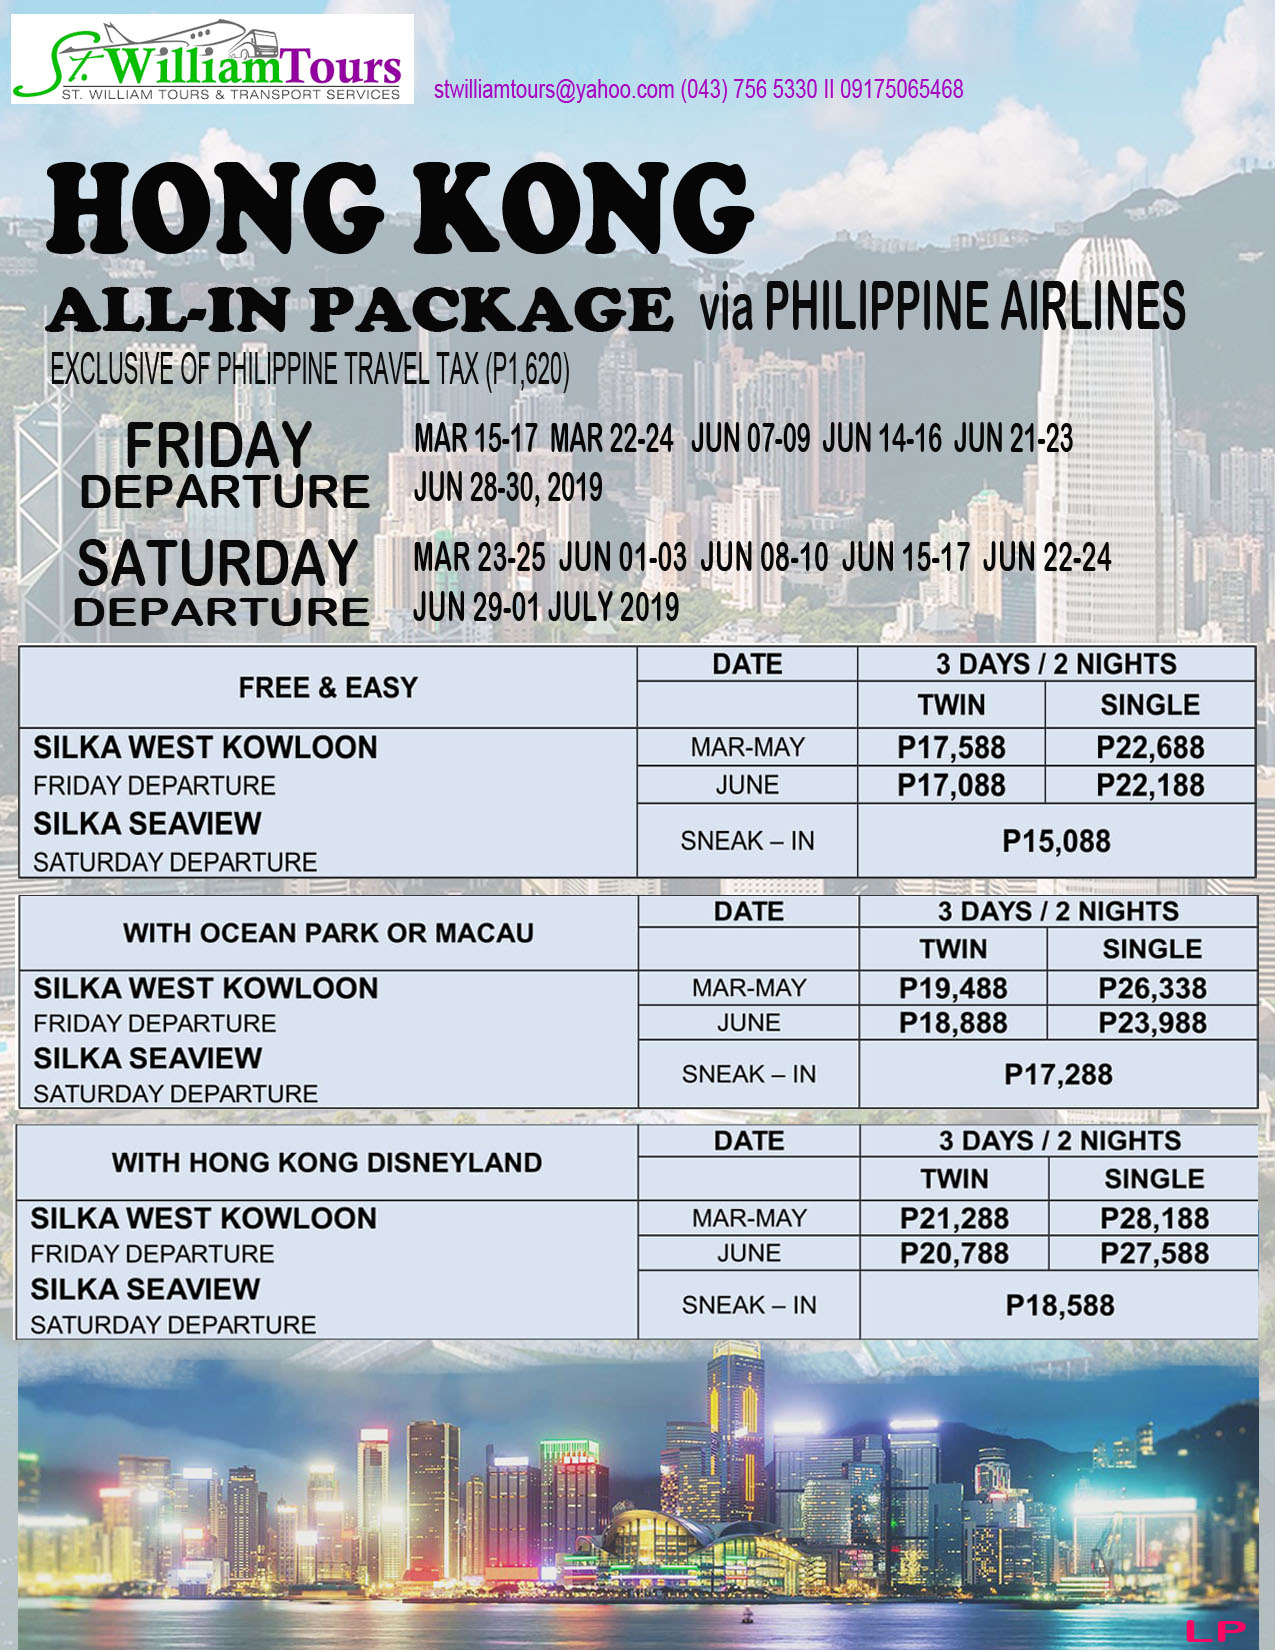 St. William Tours
ST. WILLIAM TOURS & TRANSPORT SERVICES
stwilliamtours@yahoo.com (043) 756 5330 II 09175065468
HONG KONG
ALL-IN PACKAGE via PHILIPPINE AIRLINES
EXCLUSIVE OF PHILIPPINE TRAVEL TAX (P1,620)
FRIDAY
DEPARTURE
MAR 15-17 MAR 22-24 JUN 07-09 JUN 14-16 JUN 21-23
JUN 28-30, 2019
SATURDAY
DEPARTURE
MAR 23-25 JUN 01-03 JUN 08-10 JUN 15-17 JUN 22-24
JUN 29-01 JULY 2019
FREE & EASY
DATE 3 DAYS / 2 NIGHTS
TWIN SINGLE
SILKA WEST KOWLOON
FRIDAY DEPARTURE
SILKA SEAVIEW
SATURDAY DEPARTURE
MAR-MAY P17,588 P22,688
JUNE P17,088 P22,188
SNEAK – IN P15,088
WITH OCEAN PARK OR MACAU
DATE 3 DAYS / 2 NIGHTS
TWIN SINGLE
SILKA WEST KOWLOON
FRIDAY DEPARTURE
SILKA SEAVIEW
SATURDAY DEPARTURE
MAR-MAY P19,488 P26,338
JUNE P18,888 P23,988
SNEAK – IN P17,288
WITH HONG KONG DISNEYLAND
DATE 3 DAYS / 2 NIGHTS
TWIN SINGLE
SILKA WEST KOWLOON
FRIDAY DEPARTURE
SILKA SEAVIEW
SATURDAY DEPARTURE
MAR-MAY P21,288 P28,188
JUNE P20,788 P27,588
SNEAK – IN P18,588
LP